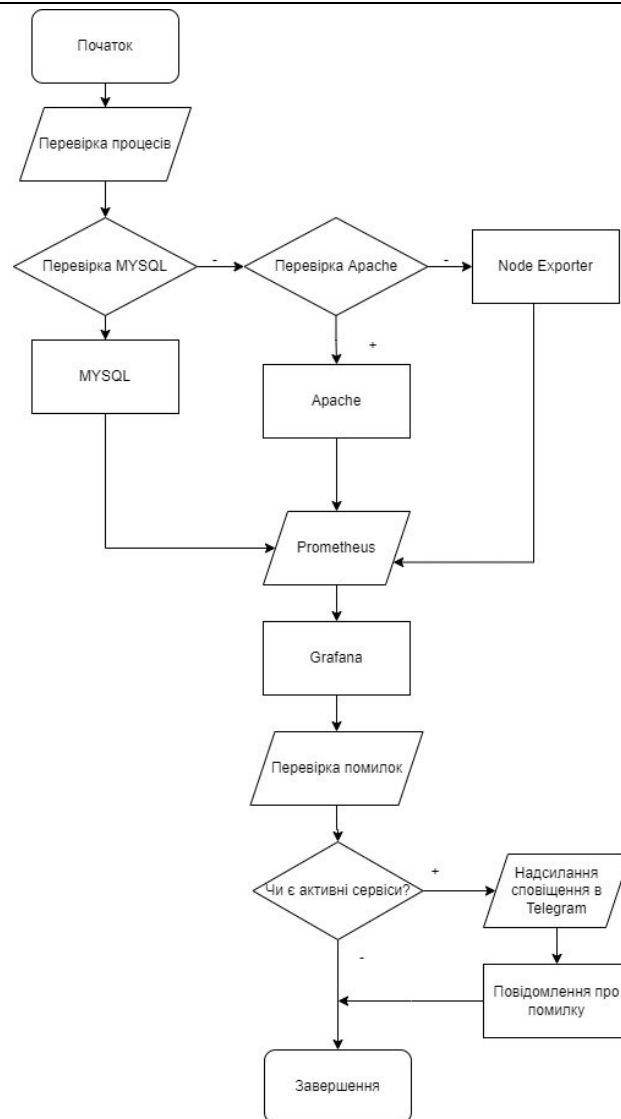 Початок
Перевірка процесів
Перевірка MYSQL
-
Перевірка Apache
-
Node Exporter
+
MYSQL
Apache
Prometheus
Grafana
Перевірка помилок
Чи є активні сервіси?
+
Надсилання
сповіщення в
Telegram
-
Повідомлення про
помилку
Завершення